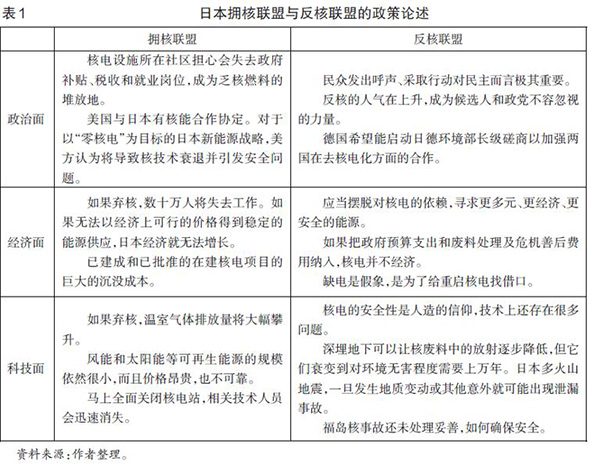 表1 日本拥核联盟与反核联盟的政策论述
拥核联盟 反核联盟
政治面
核电设施所在社区担心会失去政府
补贴、税收和就业岗位,成为乏核燃料的
堆放地。
美国与日本有核能合作协定。对于
以“零核电”为目标的日本新能源战略,美
方认为将导致核技术衰退并引发安全问
题。
民众发出呼声、采取行动对民主而言极其重要。
反核的人气在上升,成为候选人和政党不容忽视
的力量。
德国希望能启动日德环境部长级磋商以加强两
国在去核电化方面的合作。
经济面
如果弃核,数十万人将失去工作。如
果无法以经济上可行的价格得到稳定的
能源供应,日本经济就无法增长。
已建成和已批准的在建核电项目的
巨大的沉没成本。
应当摆脱对核电的依赖,寻求更多元、更经济、更
安全的能源。
如果把政府预算支出和废料处理及危机善后费
用纳入,核电并不经济。
缺电是假象,是为了给重启核电找借口。
科技面
如果弃核,温室气体排放量将大幅攀
升。
风能和太阳能等可再生能源的规模
依然很小,而且价格昂贵,也不可靠。
马上全面关闭核电站,相关技术人员
会迅速消失。
核电的安全性是人造的信仰,技术上还存在很多
问题。
深埋地下可以让核废料中的放射逐步降低,但它
们衰变到对环境无害程度需要上万年。日本多火山
地震,一旦发生地质变动或其他意外就可能出现泄漏
事故。
福岛核事故还未处理妥善,如何确保安全。
资料来源:作者整理。